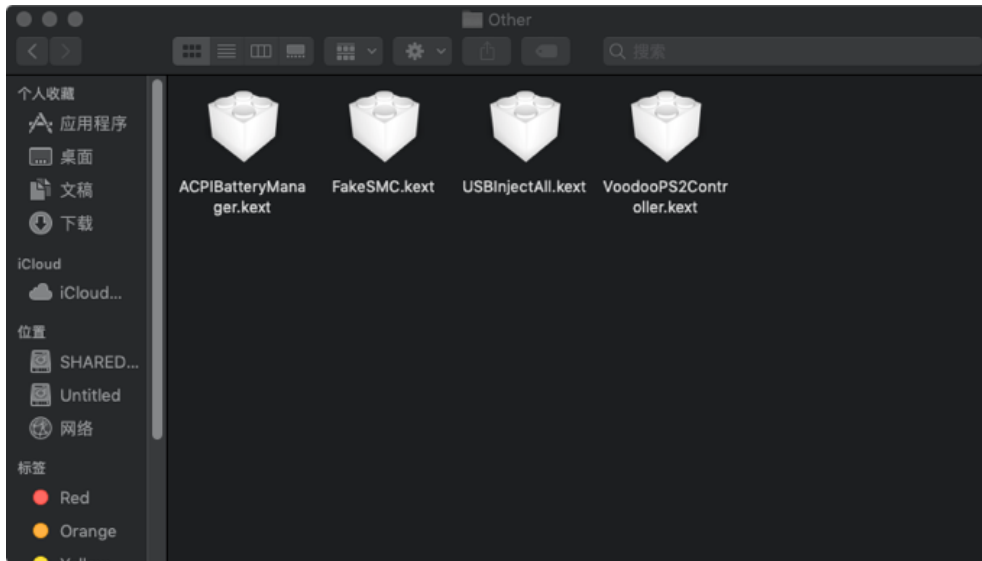 Other
搜索
个人收藏
应用程序
桌面
文稿
下载
iCloud
iCloud...
位置
SHARED...
Untitled
网络
标签
Red
Orange
ACPIBatteryMana
ger.kext
FakeSMC.kext
USBInjectAll.kext
VoodooPS2Contr
oller.kext